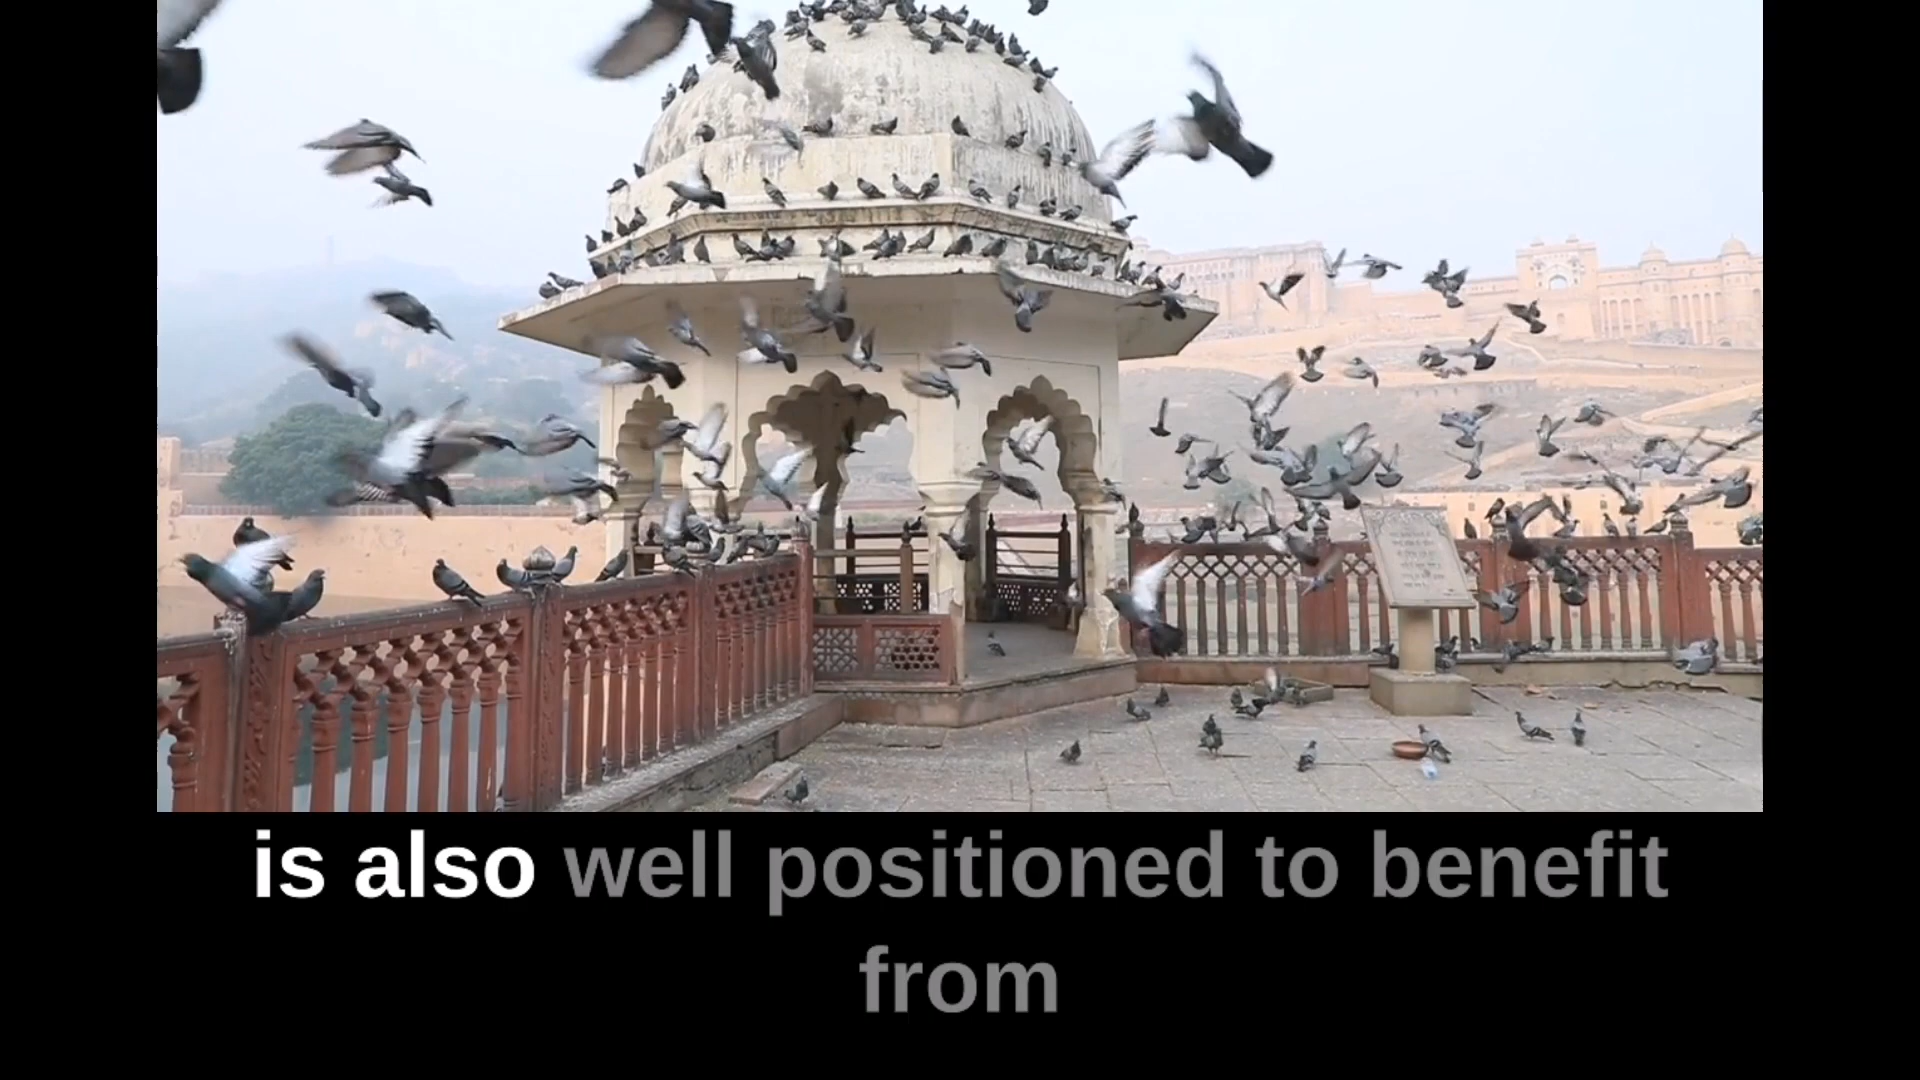 is also well positioned to benefit
from